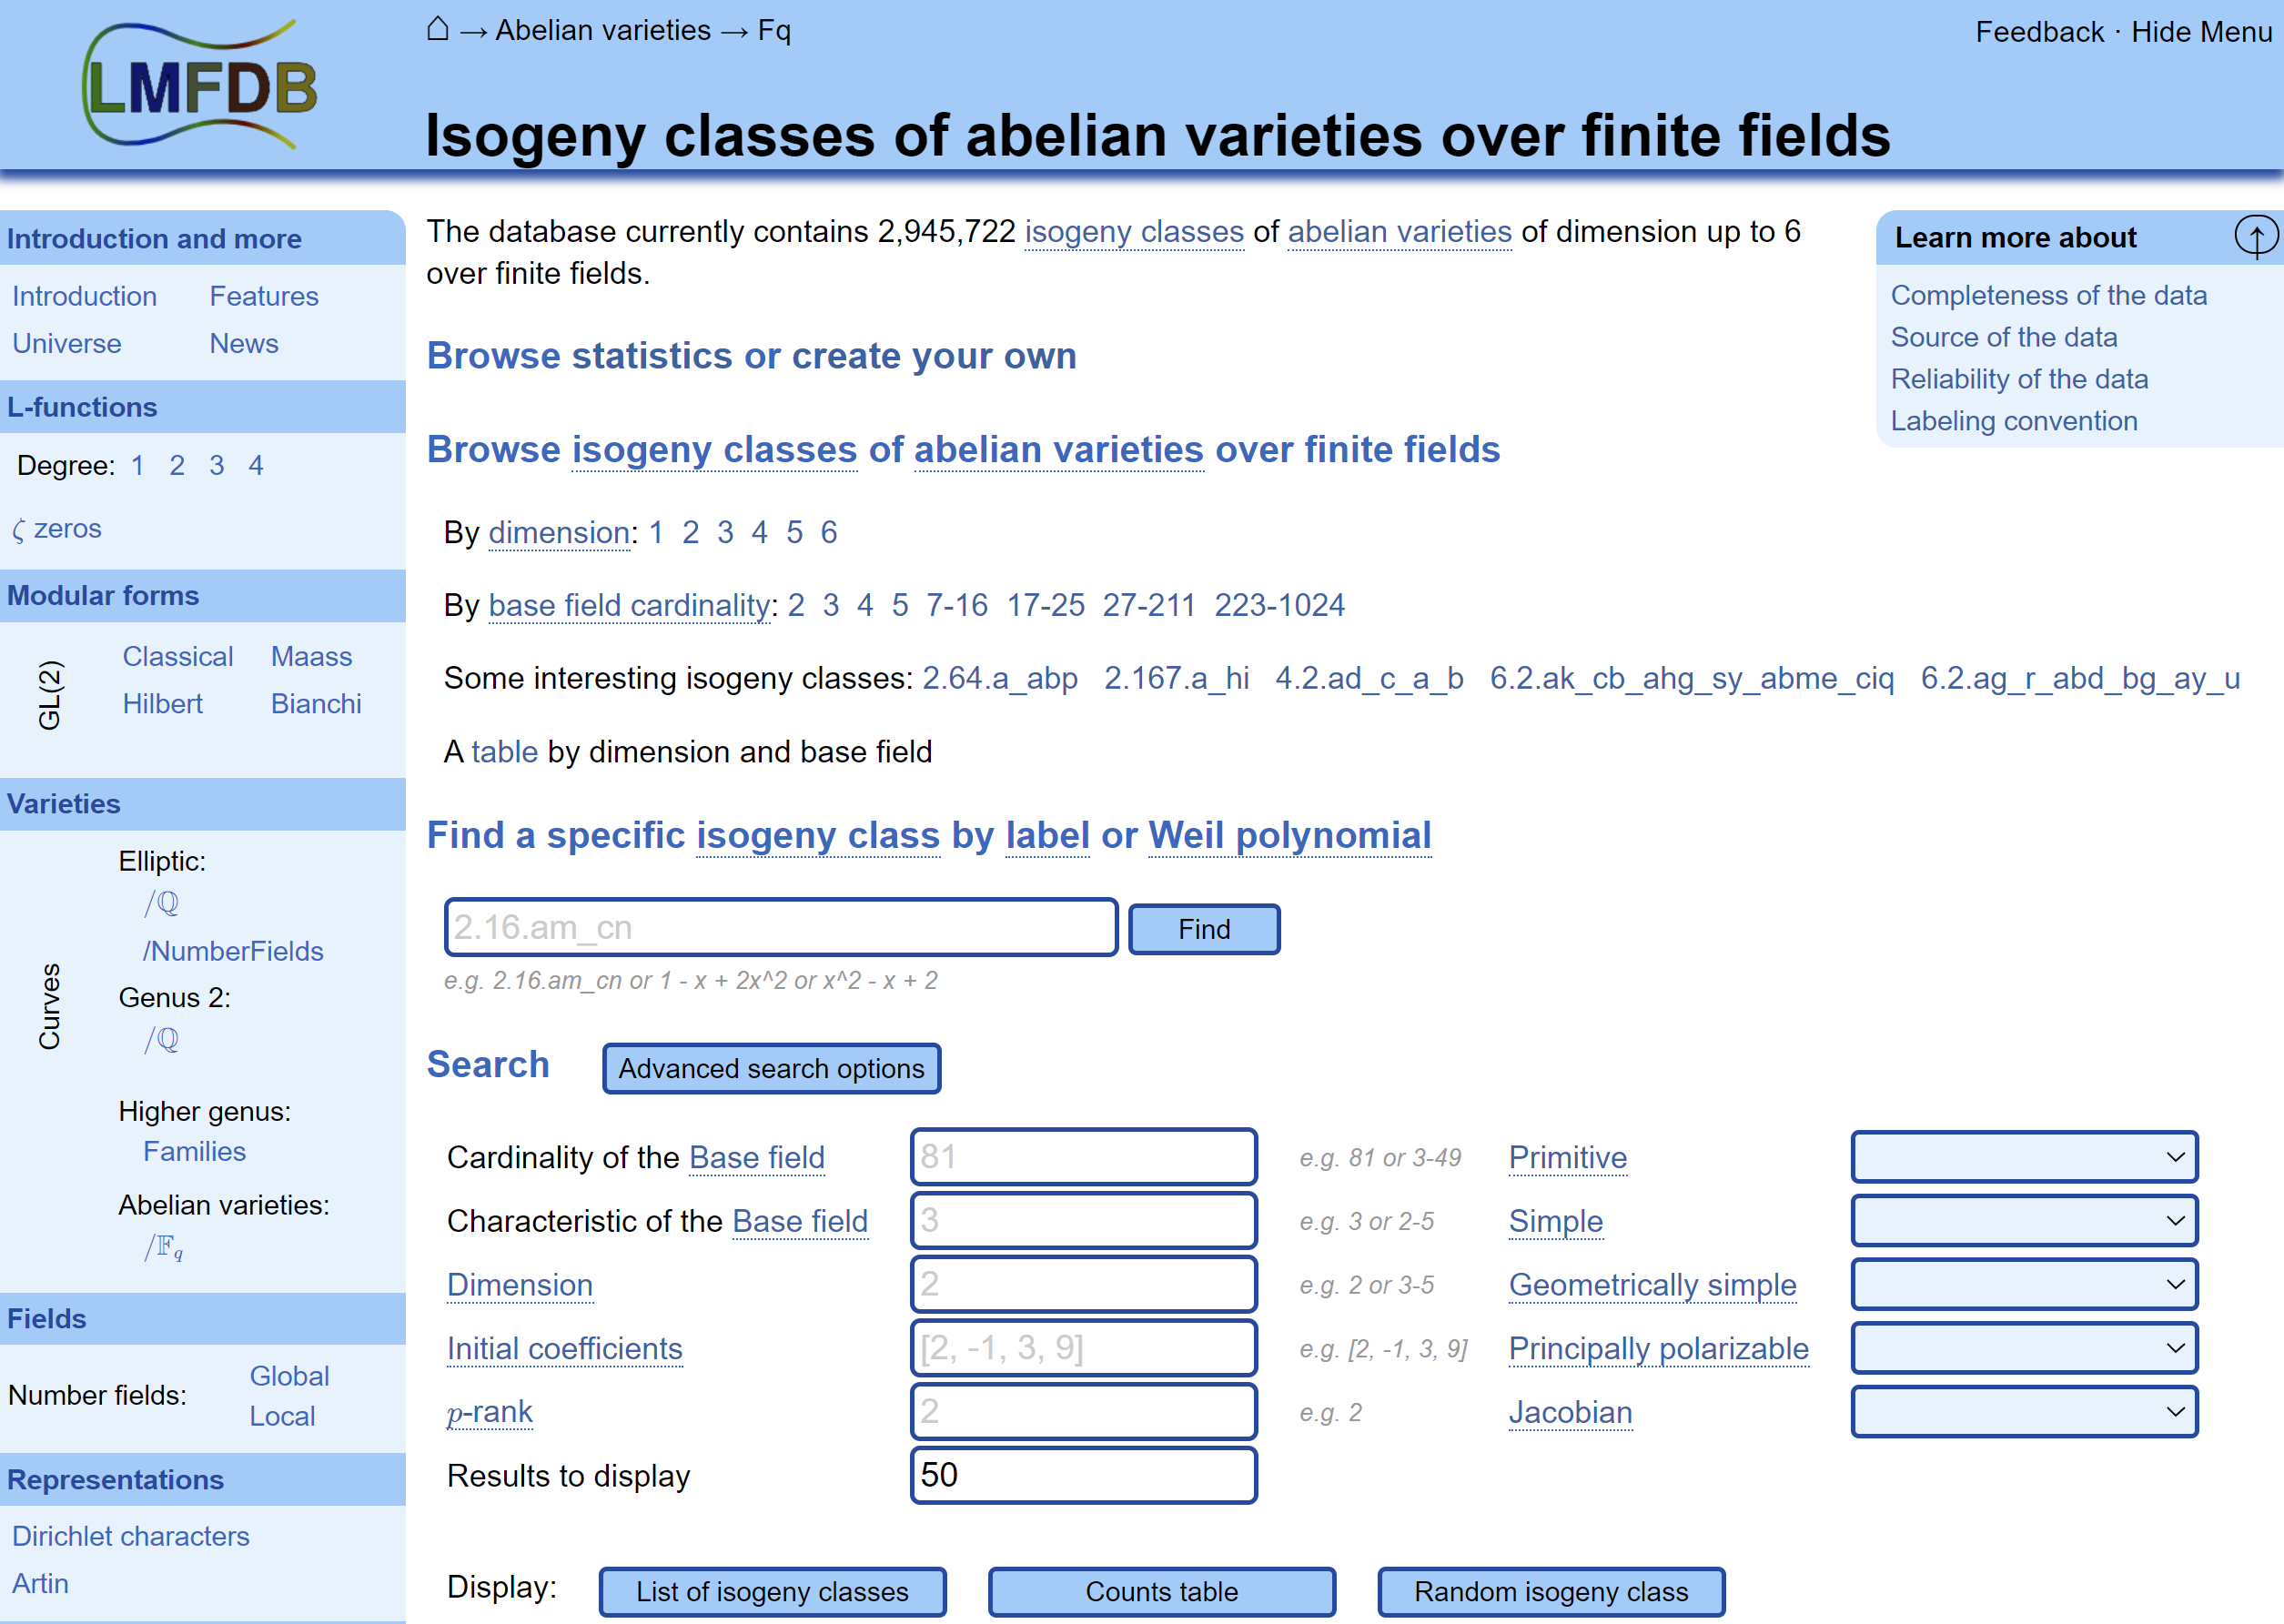 LMFDB
⌂ → Abelian varieties → Fq
Feedback · Hide Menu
Isogeny classes of abelian varieties over finite fields
Introduction and more
Introduction Features
Universe News
L-functions
Degree: 1 2 3 4
ζ zeros
Modular forms
GL(2)
Classical Maass
Hilbert Bianchi
Varieties
Curves
Elliptic:
/ℚ
/NumberFields
Genus 2:
/ℚ
Higher genus:
Families
Abelian varieties:
/𝔽q
Fields
Number fields:
Global
Local
Representations
Dirichlet characters
Artin
The database currently contains 2,945,722 isogeny classes of abelian varieties of dimension up to 6
over finite fields.
Browse statistics or create your own
Browse isogeny classes of abelian varieties over finite fields
By dimension: 1 2 3 4 5 6
By base field cardinality: 2 3 4 5 7-16 17-25 27-211 223-1024
Some interesting isogeny classes: 2.64.a_abp 2.167.a_hi 4.2.ad_c_a_b 6.2.ak_cb_ahg_sy_abme_ciq 6.2.ag_r_abd_bg_ay_u
A table by dimension and base field
Find a specific isogeny class by label or Weil polynomial
2.16.am_cn Find
e.g. 2.16.am_cn or 1 - x + 2x^2 or x^2 - x + 2
Search Advanced search options
Cardinality of the Base field 81 e.g. 81 or 3-49 Primitive
Characteristic of the Base field 3 e.g. 3 or 2-5 Simple
Dimension 2 e.g. 2 or 3-5 Geometrically simple
Initial coefficients [2, -1, 3, 9] e.g. [2, -1, 3, 9] Principally polarizable
p-rank 2 e.g. 2 Jacobian
Results to display 50
Display: List of isogeny classes Counts table Random isogeny class
Learn more about ↑
Completeness of the data
Source of the data
Reliability of the data
Labeling convention